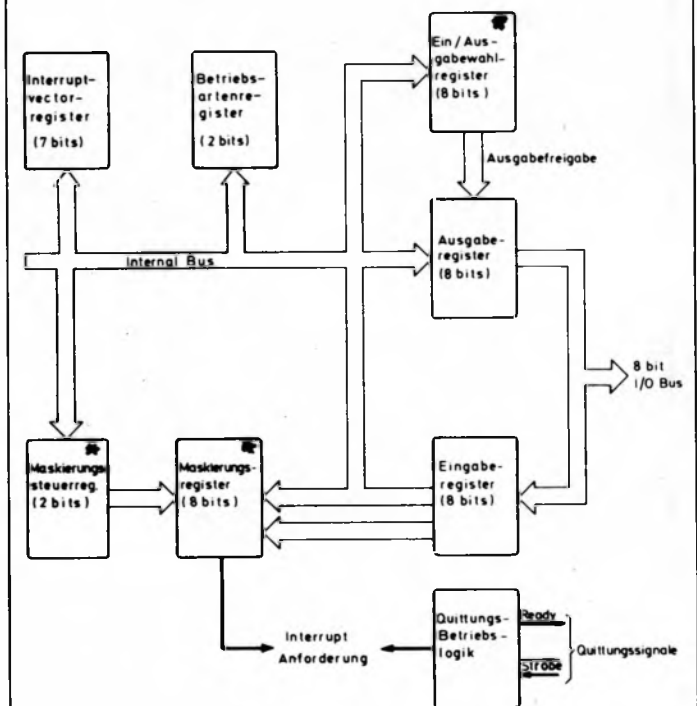 Interrupt-
vector-
register
(7 bits)
Betriebs-
artenre-
gister
(2 bits)
Ein/Aus-
gabewahl-
register
(8 bits)
Ausgabefreigabe
Internal Bus
Ausgabe-
register
(8 bits)
8 bit
I/O Bus
Maskierungs
steuerreg.
(2 bits)
Maskierungs-
register
(8 bits)
Eingabe-
register
(8 bits)
Interrupt
Anforderung
Quittungs-
Betriebs-
logik
Ready
Strobe
Quittungssignale